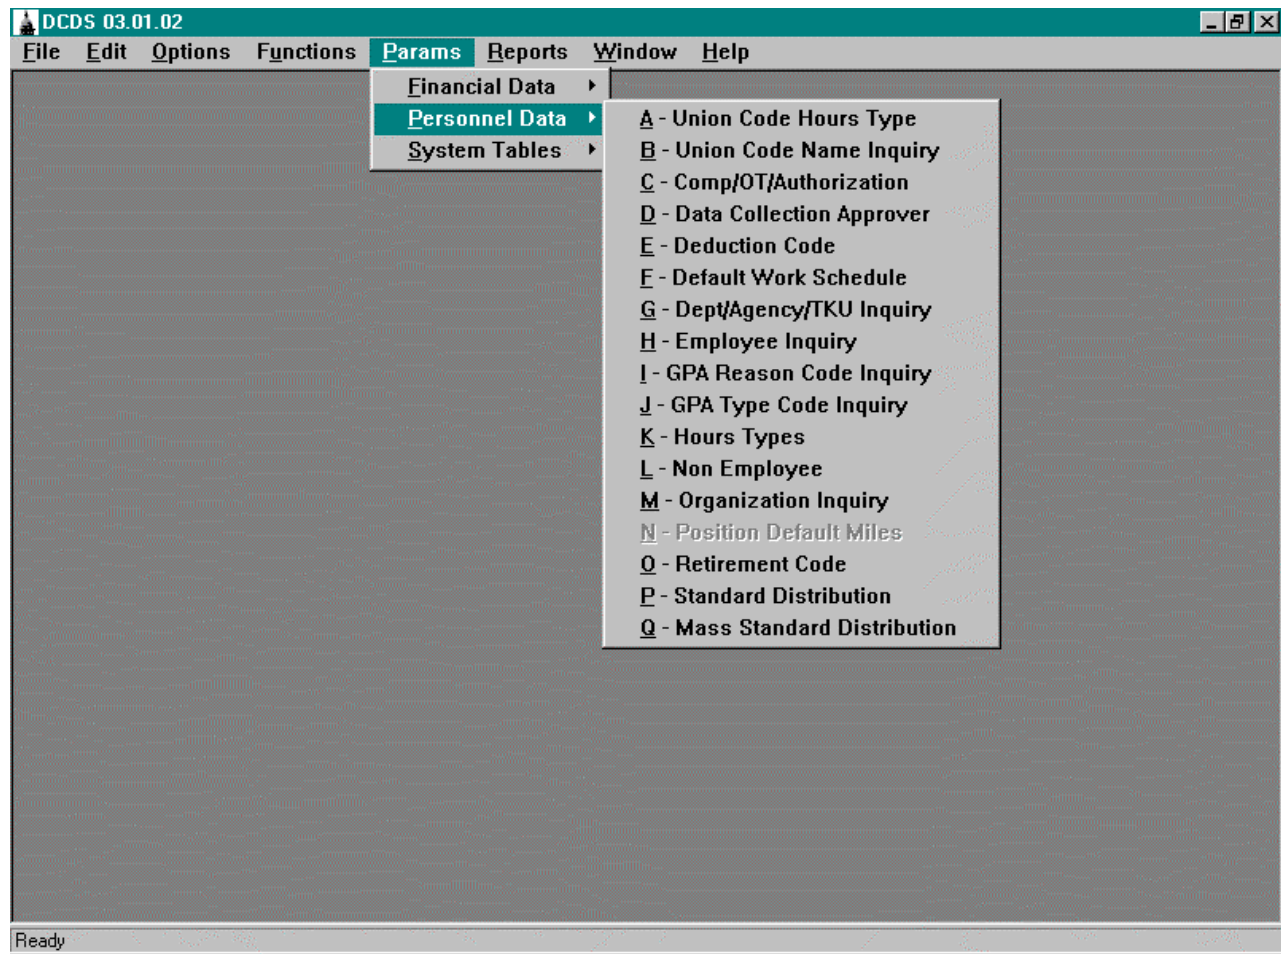 DCDS 03.01.02
File Edit Options Functions Params Reports Window Help
Financial Data
Personnel Data
System Tables
A - Union Code Hours Type
B - Union Code Name Inquiry
C - Comp/OT/Authorization
D - Data Collection Approver
E - Deduction Code
F - Default Work Schedule
G - Dept/Agency/TKU Inquiry
H - Employee Inquiry
I - GPA Reason Code Inquiry
J - GPA Type Code Inquiry
K - Hours Types
L - Non Employee
M - Organization Inquiry
N - Position Default Miles
O - Retirement Code
P - Standard Distribution
Q - Mass Standard Distribution
Ready